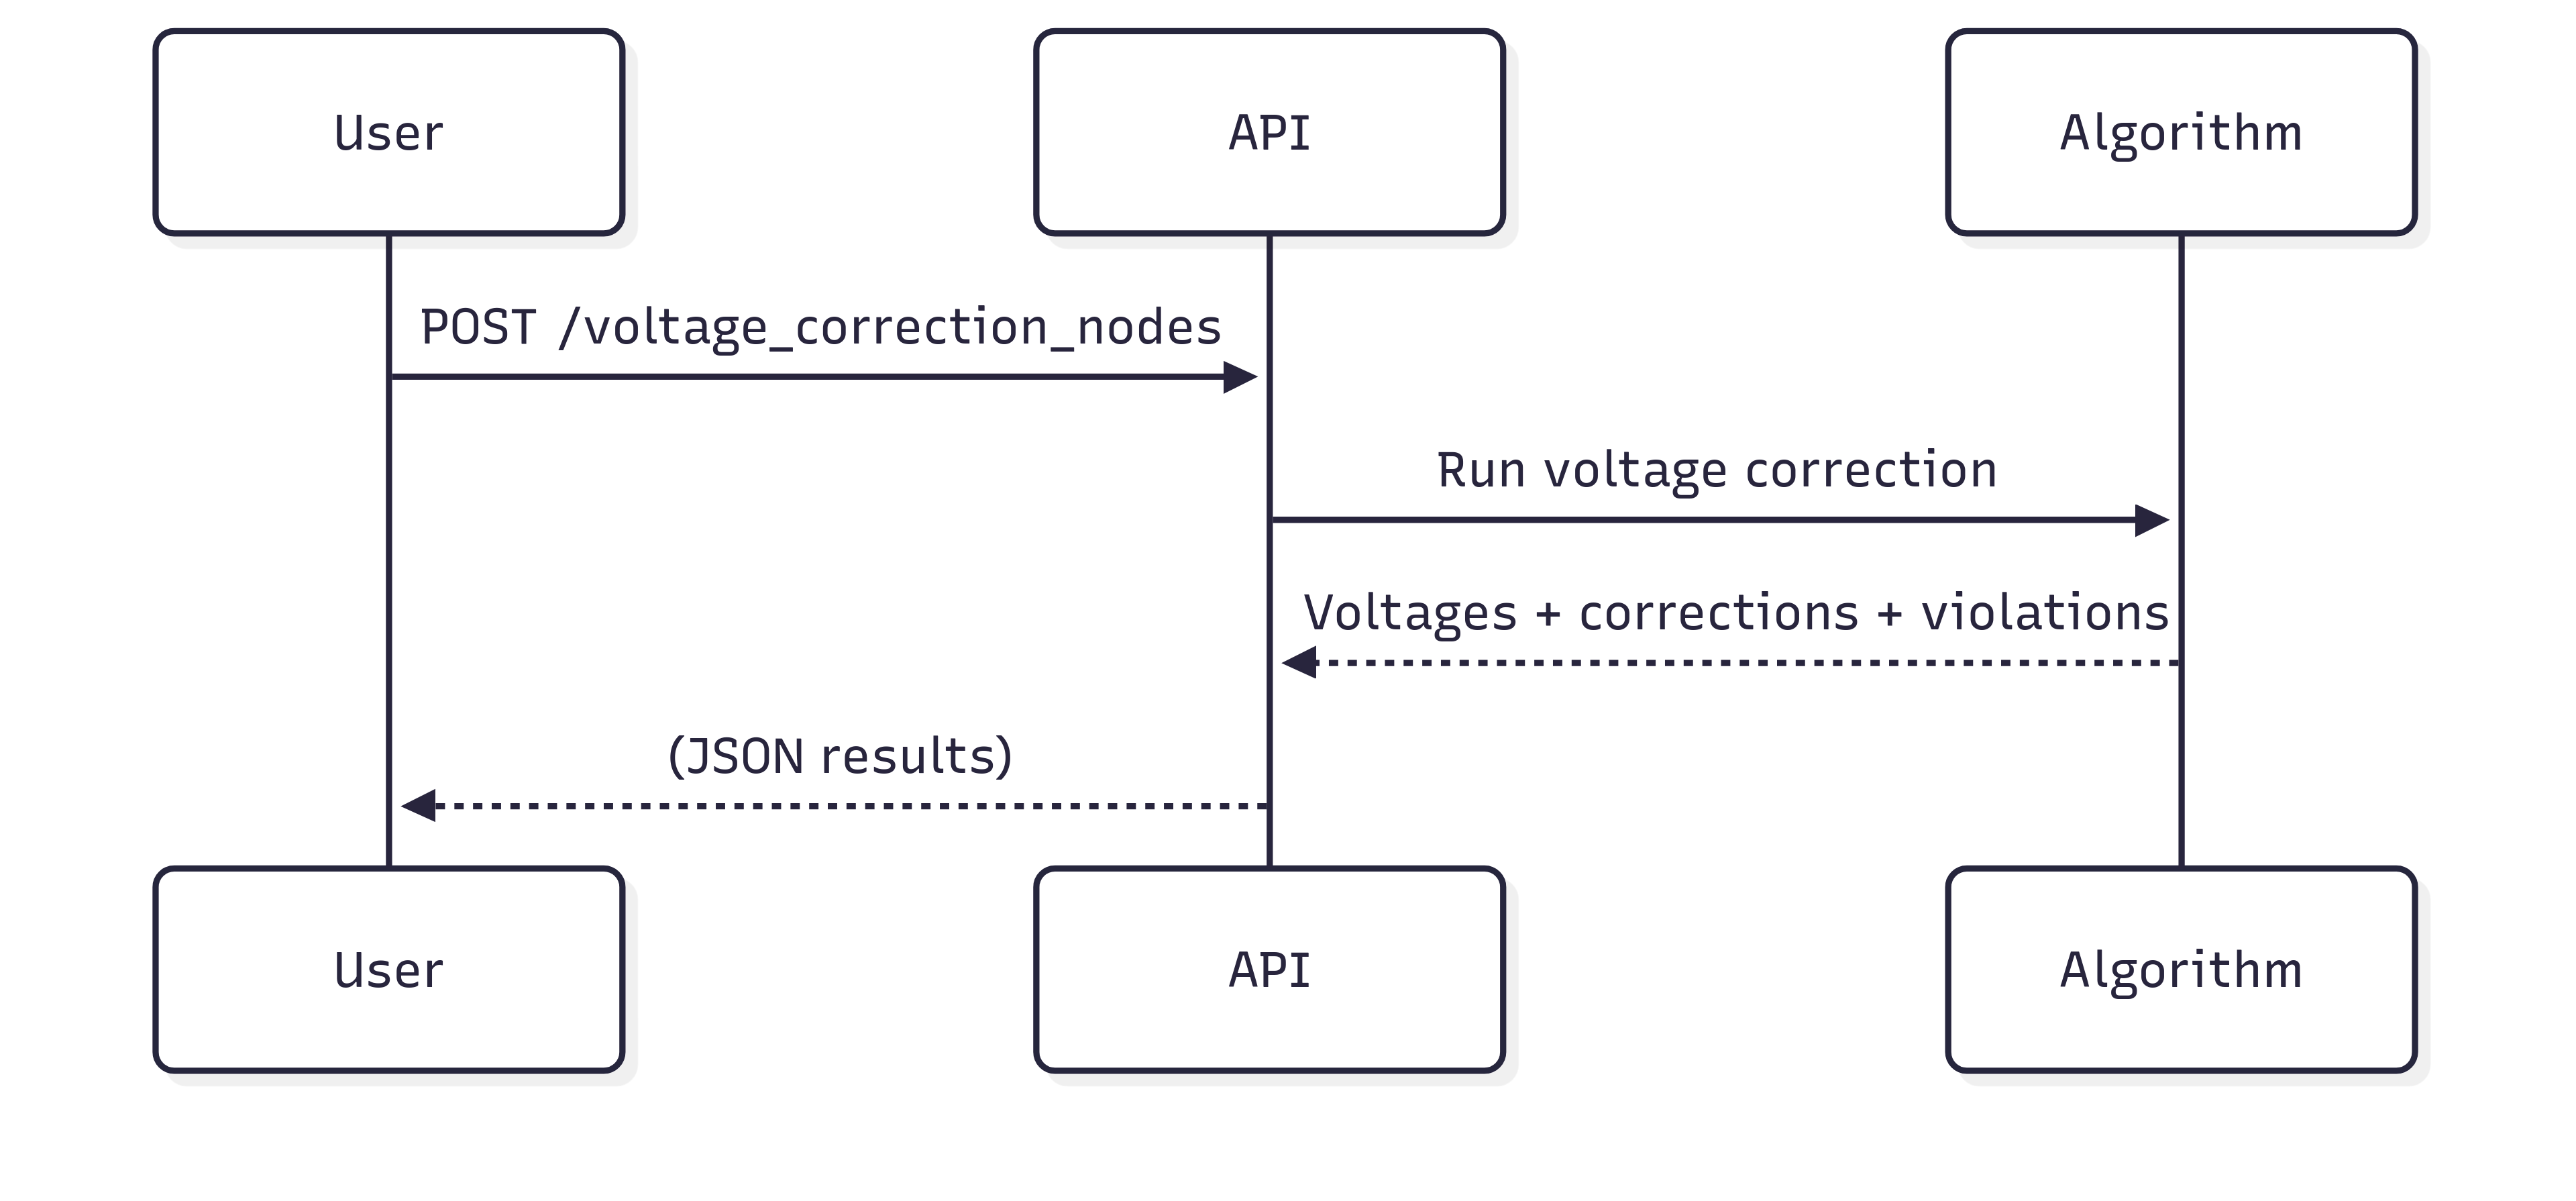 User
API
Algorithm
POST /voltage_correction_nodes
Run voltage correction
Voltages + corrections + violations
(JSON results)
User
API
Algorithm